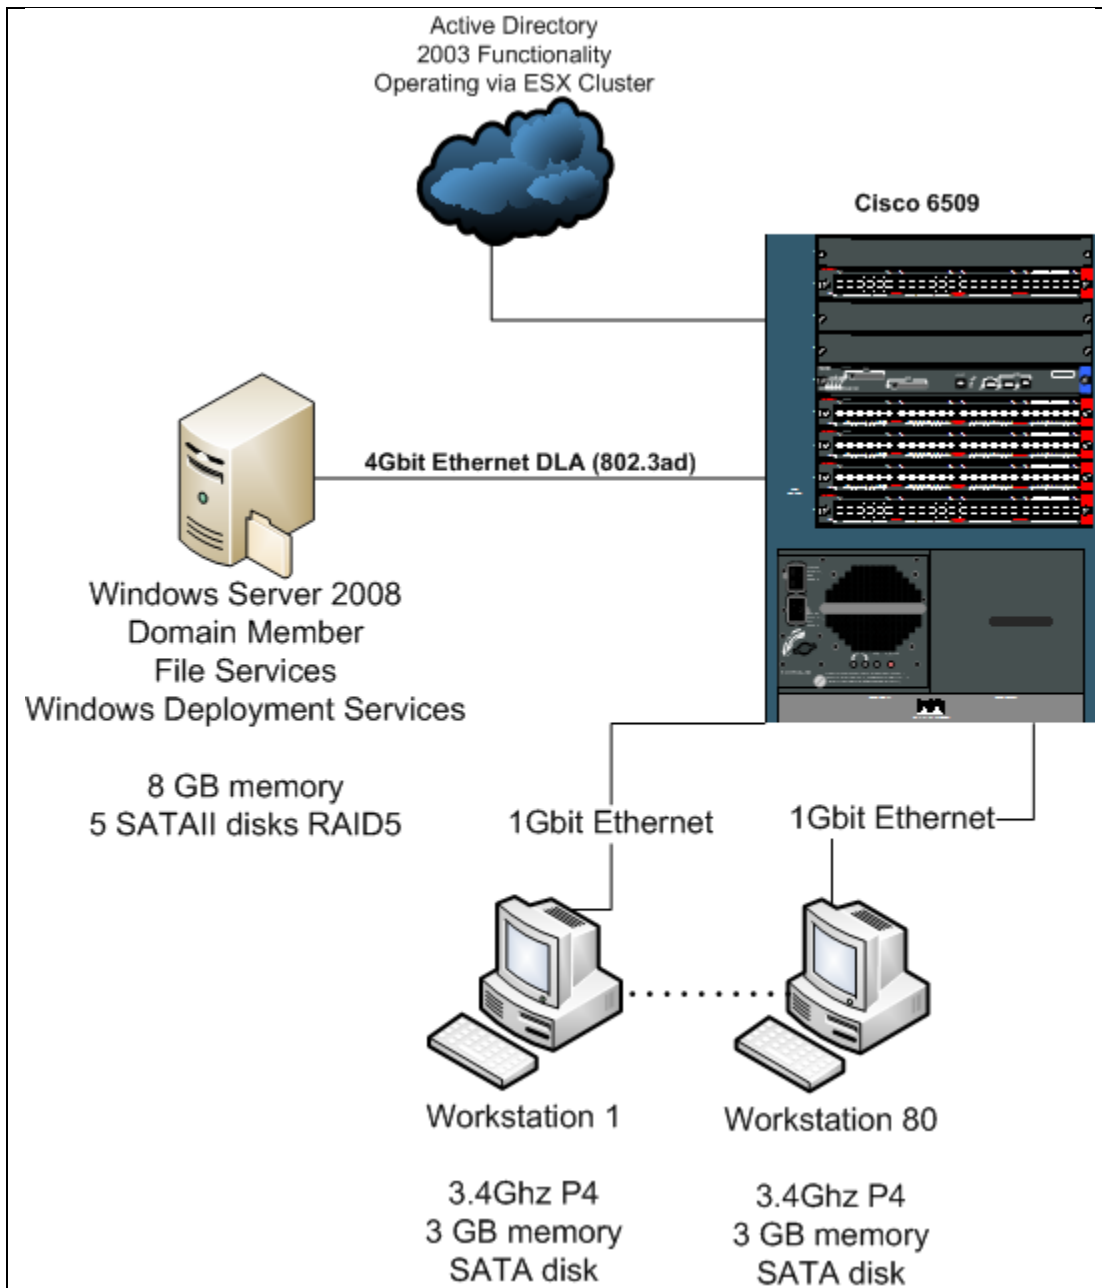 Active Directory
2003 Functionality
Operating via ESX Cluster
Cisco 6509
4Gbit Ethernet DLA (802.3ad)
Windows Server 2008
Domain Member
File Services
Windows Deployment Services
8 GB memory
5 SATAII disks RAID5
1Gbit Ethernet
1Gbit Ethernet
Workstation 1
Workstation 80
3.4Ghz P4
3 GB memory
SATA disk
3.4Ghz P4
3 GB memory
SATA disk